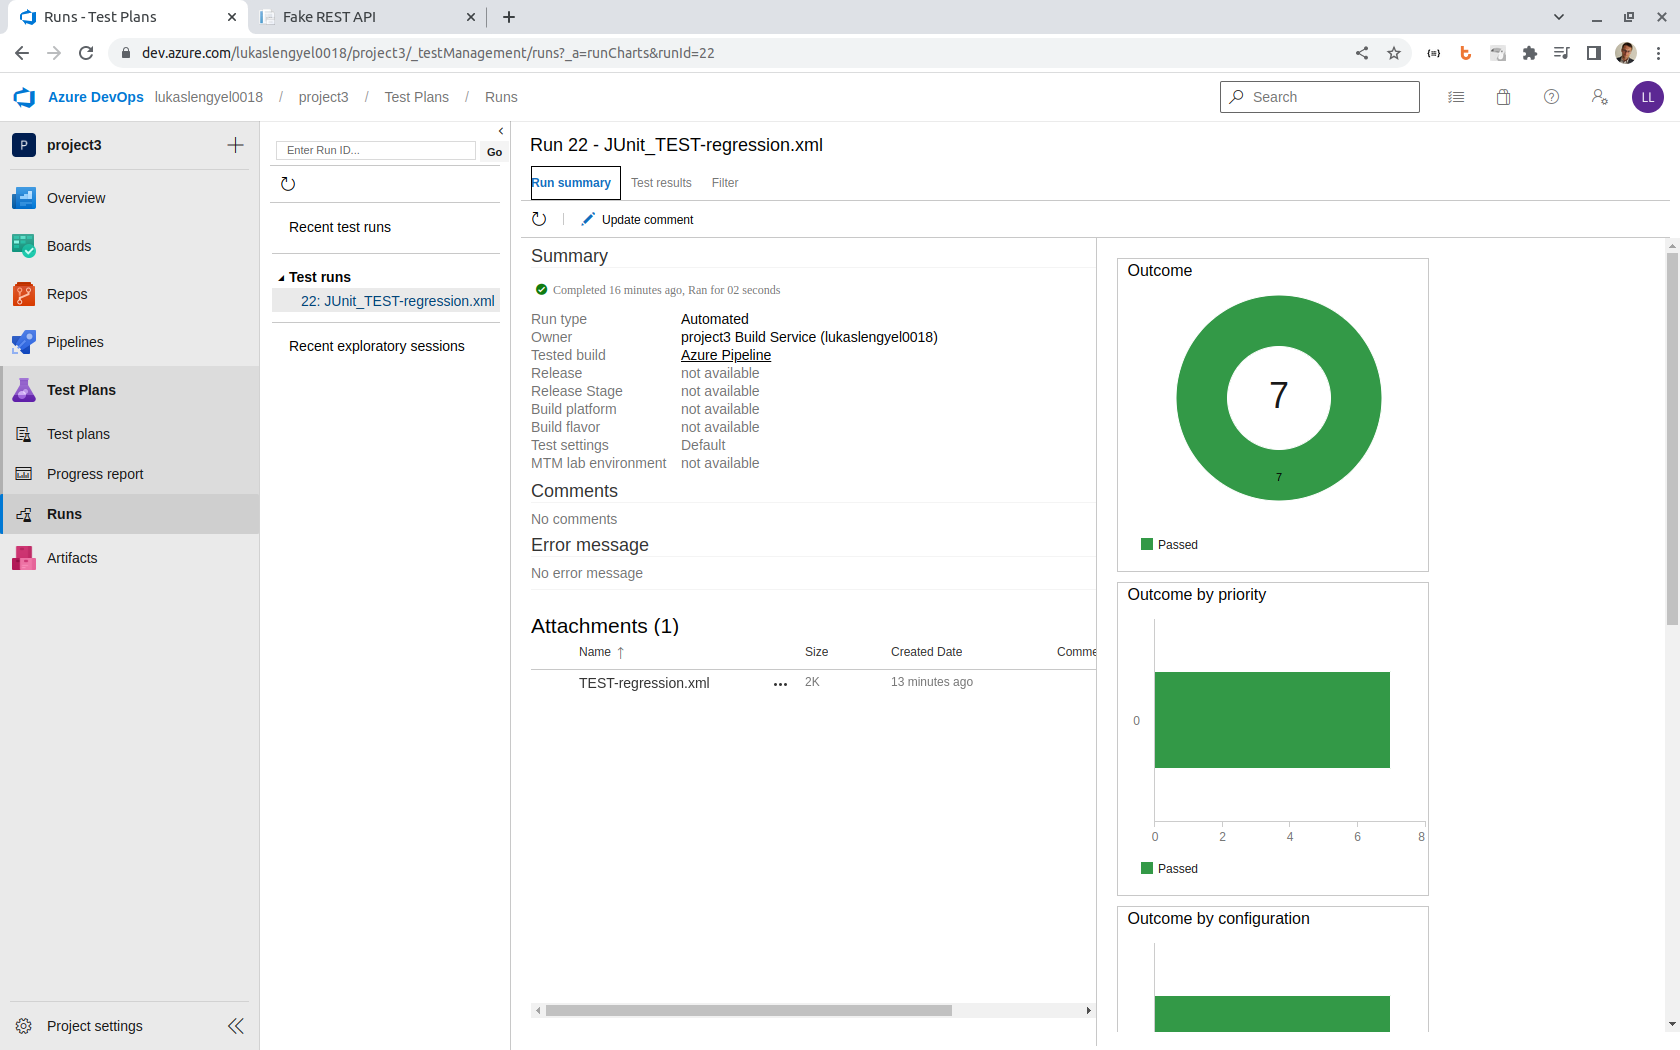 Runs - Test Plans
Fake REST API
dev.azure.com/lukaslengyel0018/project3/_testManagement/runs?_a=runCharts&runId=22
Azure DevOps lukaslengyel0018 / project3 / Test Plans / Runs
Search
LL
P project3
Overview
Boards
Repos
Pipelines
Test Plans
Test plans
Progress report
Runs
Artifacts
Project settings
Enter Run ID...
Go
Recent test runs
Test runs
22: JUnit_TEST-regression.xml
Recent exploratory sessions
Run 22 - JUnit_TEST-regression.xml
Run summary Test results Filter
Update comment
Summary
Completed 16 minutes ago, Ran for 02 seconds
Run type Automated
Owner project3 Build Service (lukaslengyel0018)
Tested build Azure Pipeline
Release not available
Release Stage not available
Build platform not available
Build flavor not available
Test settings Default
MTM lab environment not available
Comments
No comments
Error message
No error message
Attachments (1)
Name ↑ Size Created Date Comme
TEST-regression.xml ... 2K 13 minutes ago
Outcome
7
7
Passed
Outcome by priority
0
0 2 4 6 8
Passed
Outcome by configuration